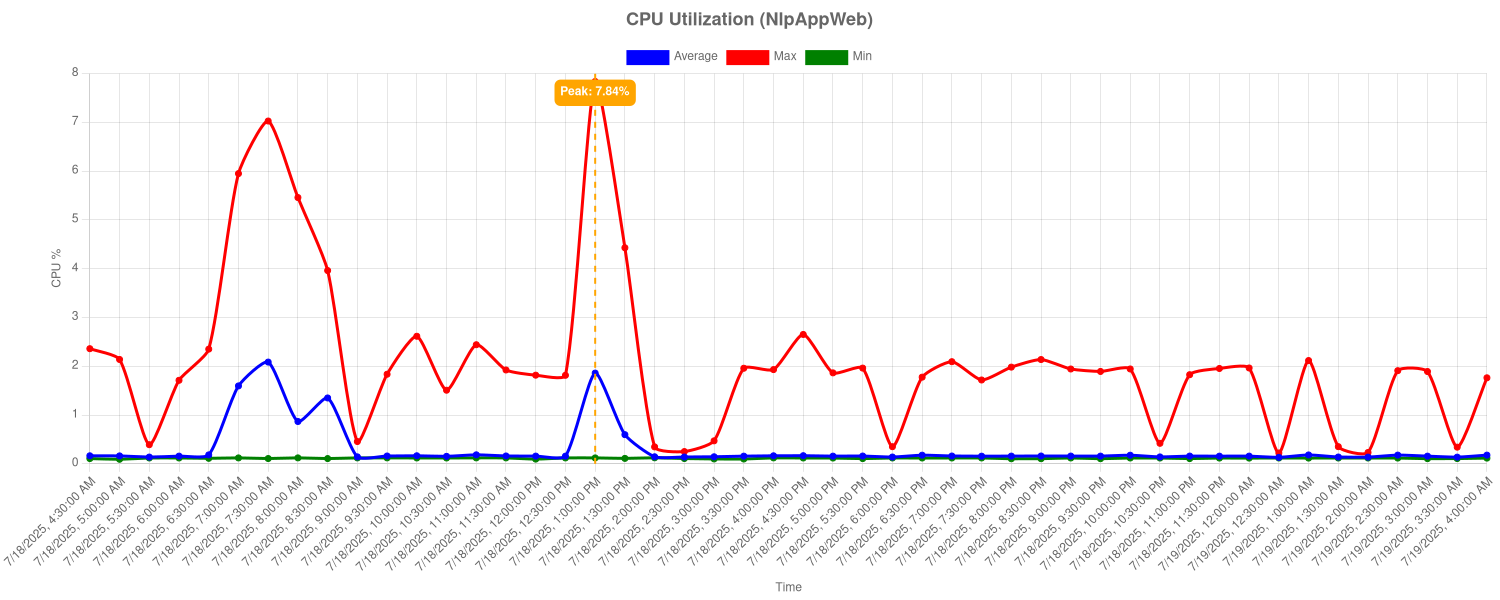 CPU Utilization (NlpAppWeb)
Average Max Min
8
Peak: 7.84%
7
6
5
4
3
2
1
0
CPU %
7/18/2025, 4:30:00 AM
7/18/2025, 5:00:00 AM
7/18/2025, 5:30:00 AM
7/18/2025, 6:00:00 AM
7/18/2025, 6:30:00 AM
7/18/2025, 7:00:00 AM
7/18/2025, 7:30:00 AM
7/18/2025, 8:00:00 AM
7/18/2025, 8:30:00 AM
7/18/2025, 9:00:00 AM
7/18/2025, 9:30:00 AM
7/18/2025, 10:00:00 AM
7/18/2025, 10:30:00 AM
7/18/2025, 11:00:00 AM
7/18/2025, 11:30:00 AM
7/18/2025, 12:00:00 PM
7/18/2025, 12:30:00 PM
7/18/2025, 1:00:00 PM
7/18/2025, 1:30:00 PM
7/18/2025, 2:00:00 PM
7/18/2025, 2:30:00 PM
7/18/2025, 3:00:00 PM
7/18/2025, 3:30:00 PM
7/18/2025, 4:00:00 PM
7/18/2025, 4:30:00 PM
7/18/2025, 5:00:00 PM
7/18/2025, 5:30:00 PM
7/18/2025, 6:00:00 PM
7/18/2025, 6:30:00 PM
7/18/2025, 7:00:00 PM
7/18/2025, 7:30:00 PM
7/18/2025, 8:00:00 PM
7/18/2025, 8:30:00 PM
7/18/2025, 9:00:00 PM
7/18/2025, 9:30:00 PM
7/18/2025, 10:00:00 PM
7/18/2025, 10:30:00 PM
7/18/2025, 11:00:00 PM
7/18/2025, 11:30:00 PM
7/19/2025, 12:00:00 AM
7/19/2025, 12:30:00 AM
7/19/2025, 1:00:00 AM
7/19/2025, 1:30:00 AM
7/19/2025, 2:00:00 AM
7/19/2025, 2:30:00 AM
7/19/2025, 3:00:00 AM
7/19/2025, 3:30:00 AM
7/19/2025, 4:00:00 AM
Time